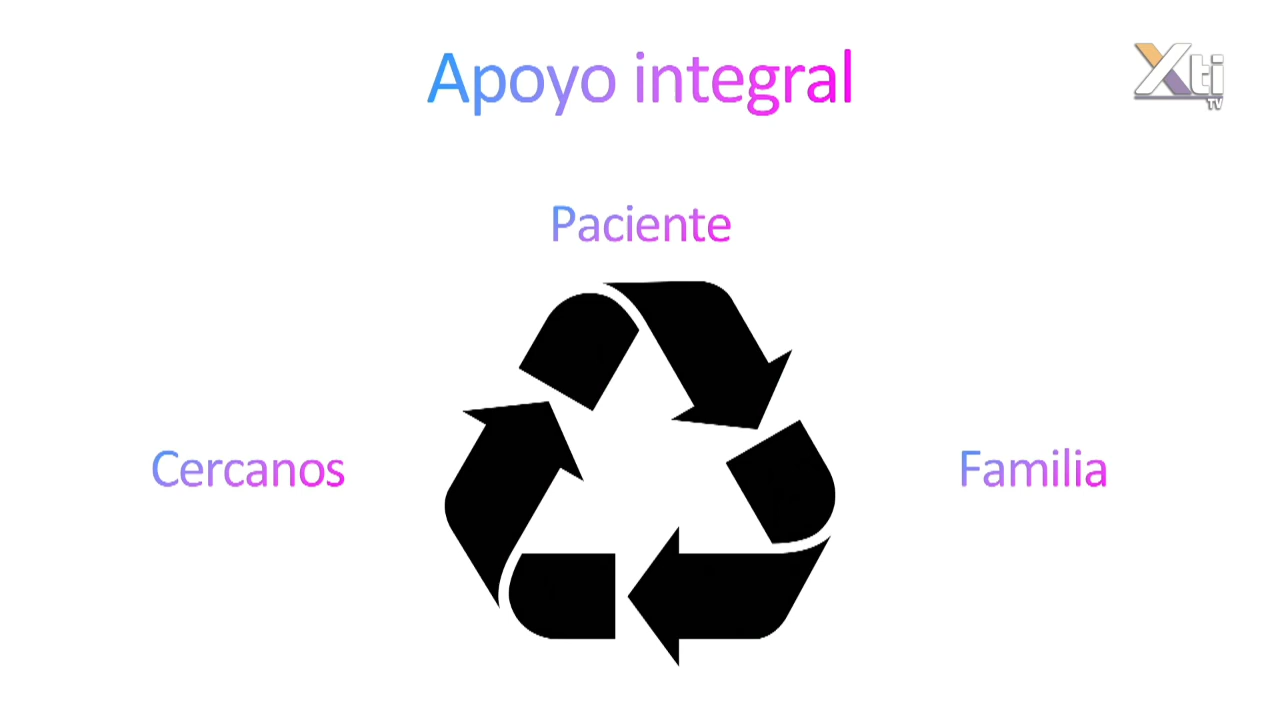 Apoyo integral
Xti
TV
Paciente
Cercanos
Familia